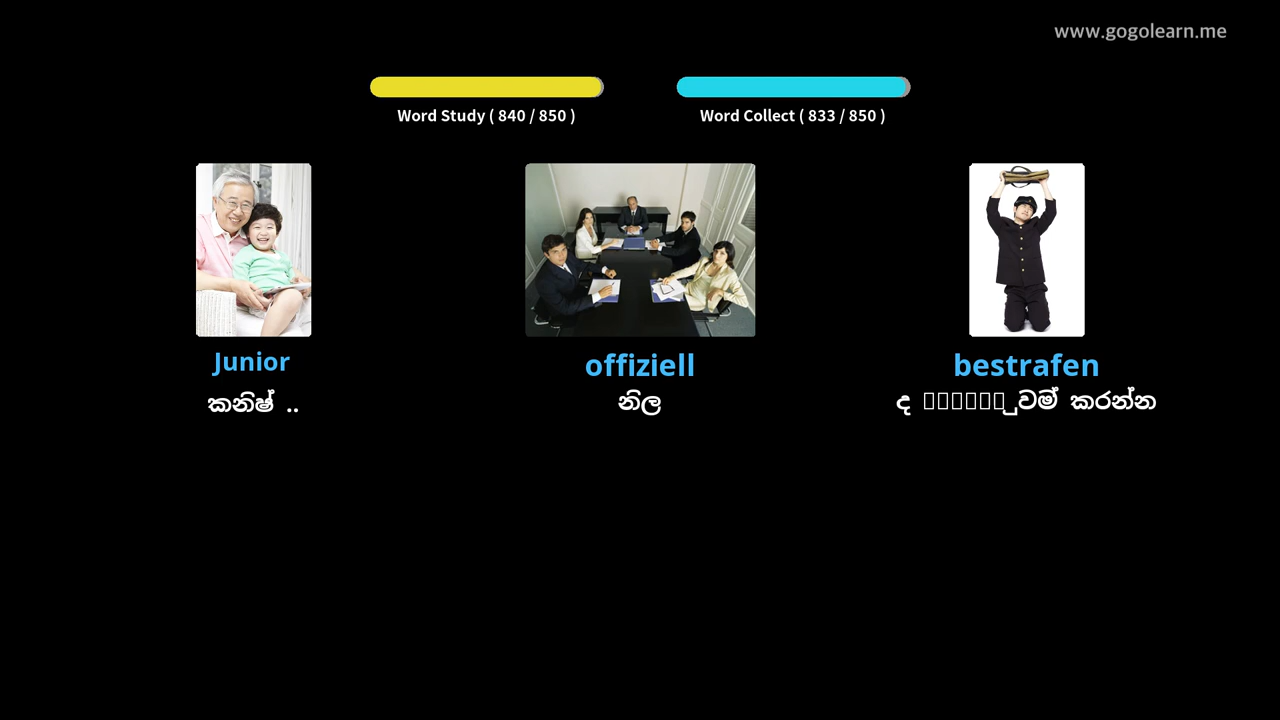 www.gogolearn.me
Word Study ( 840 / 850 )
Word Collect ( 833 / 850 )
Junior
offiziell
bestrafen
කනිෂ් ..
නිල
ද වම් කරන්න